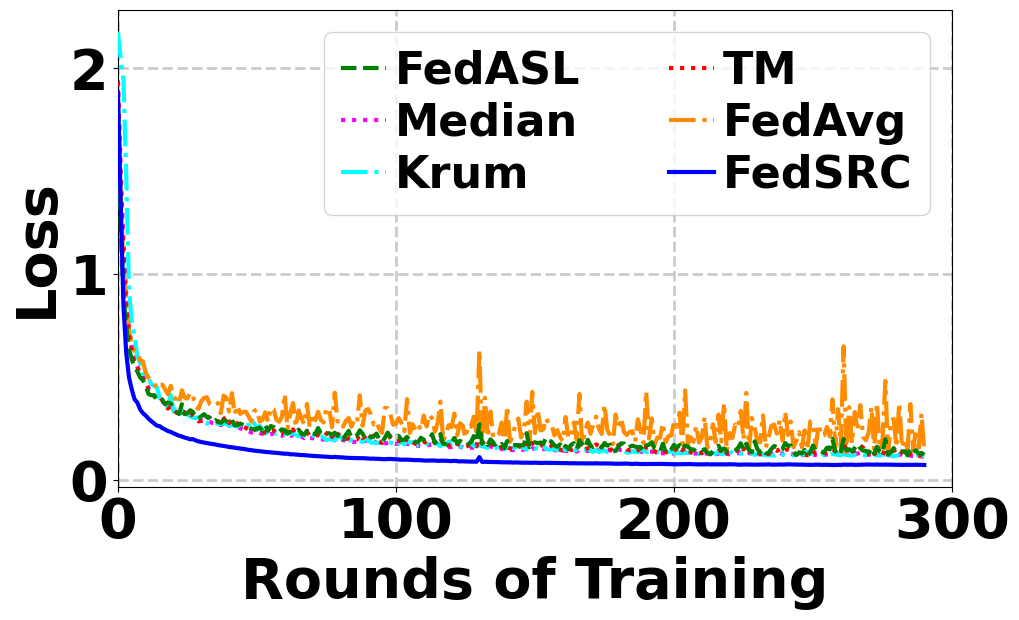 FedASL
Median
Krum
TM
FedAvg
FedSRC
Loss
2
1
0
0 100 200 300
Rounds of Training